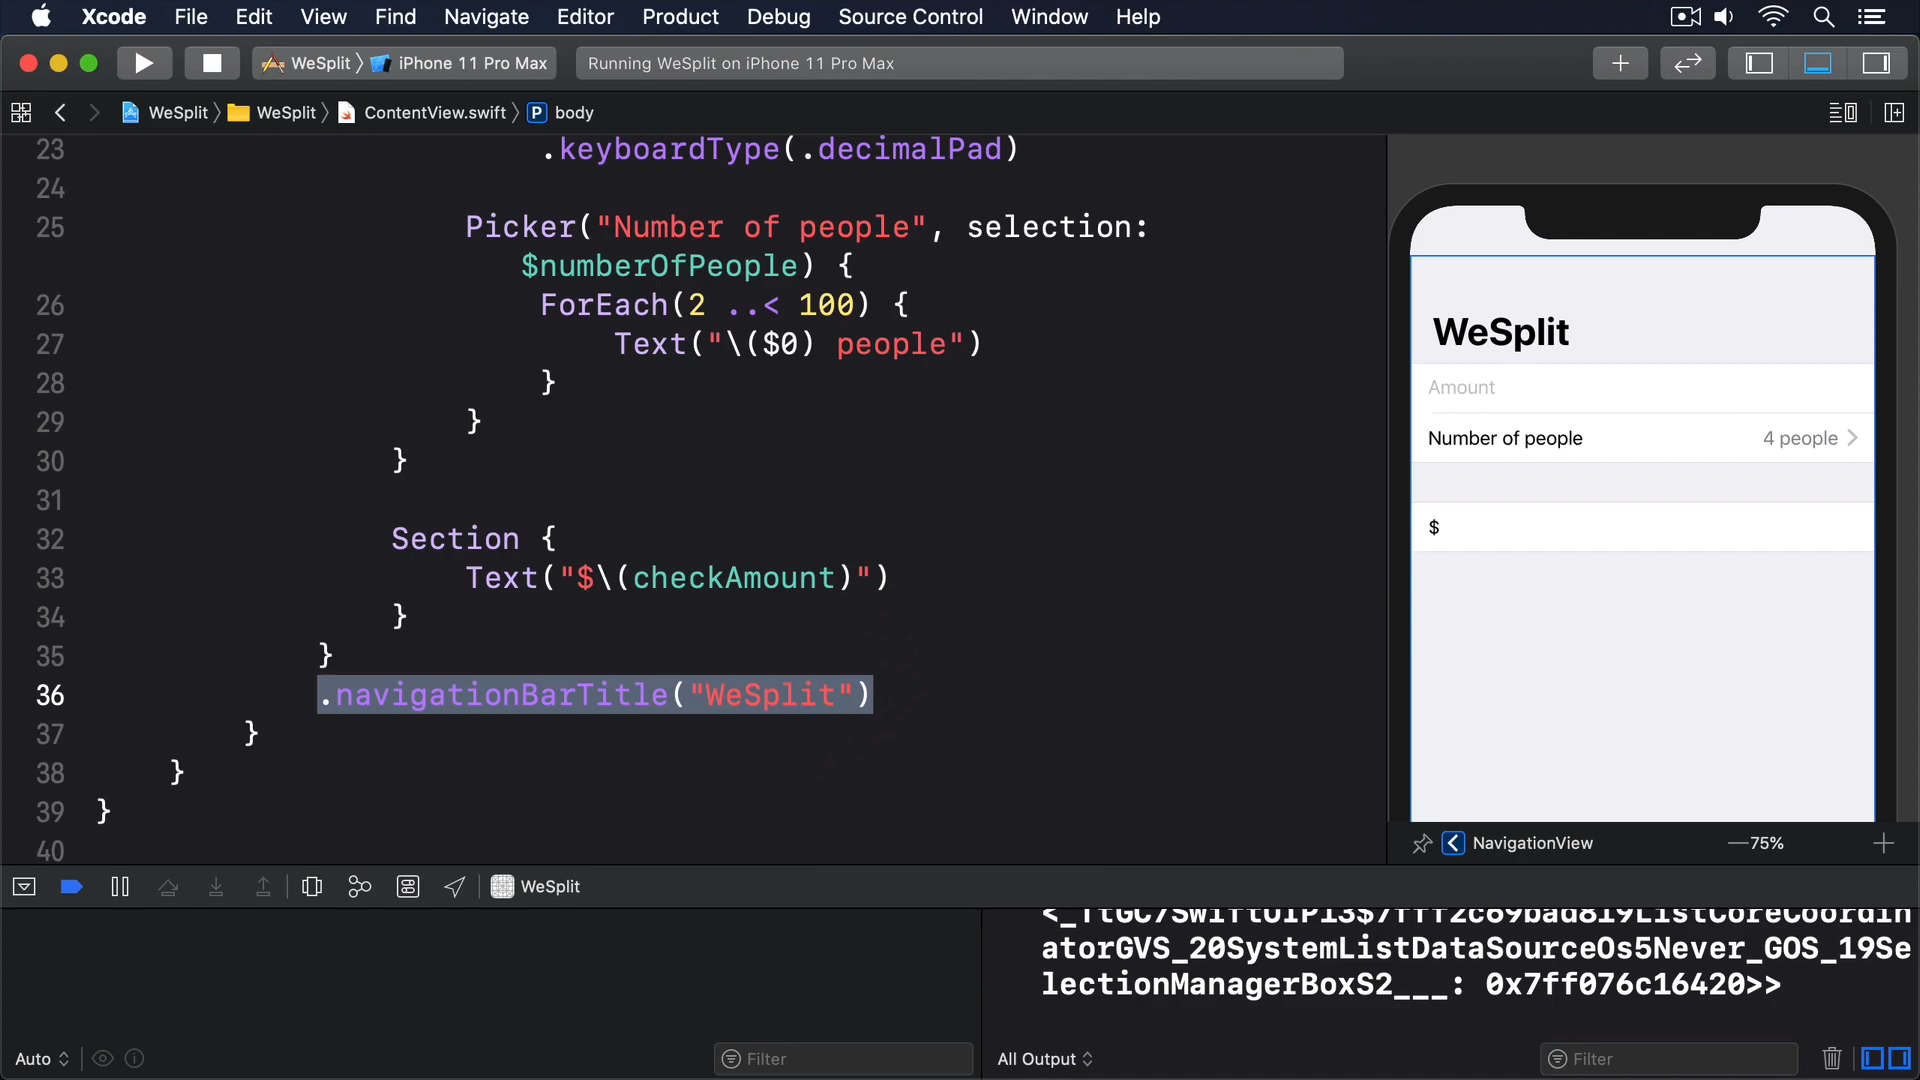 Xcode File Edit View Find Navigate Editor Product Debug Source Control Window Help
WeSplit iPhone 11 Pro Max
Running WeSplit on iPhone 11 Pro Max
WeSplit WeSplit ContentView.swift P body
23 .keyboardType(.decimalPad)
24
25 Picker("Number of people", selection:
$numberOfPeople) {
26 ForEach(2 ..< 100) {
27 Text("\($0) people")
28 }
29 }
30 }
31
32 Section {
33 Text("$\(checkAmount)")
34 }
35 }
36 .navigationBarTitle("WeSplit")
37 }
38 }
39 }
40
WeSplit
Amount
Number of people 4 people
$
NavigationView
75%
WeSplit
<_TtGC7SwiftUIP13$7fff2c69bad819ListCoreCoordin
atorGVS_20SystemListDataSourceOs5Never_GOS_19Se
lectionManagerBoxS2___: 0x7ff076c16420>>
Auto
Filter
All Output
Filter